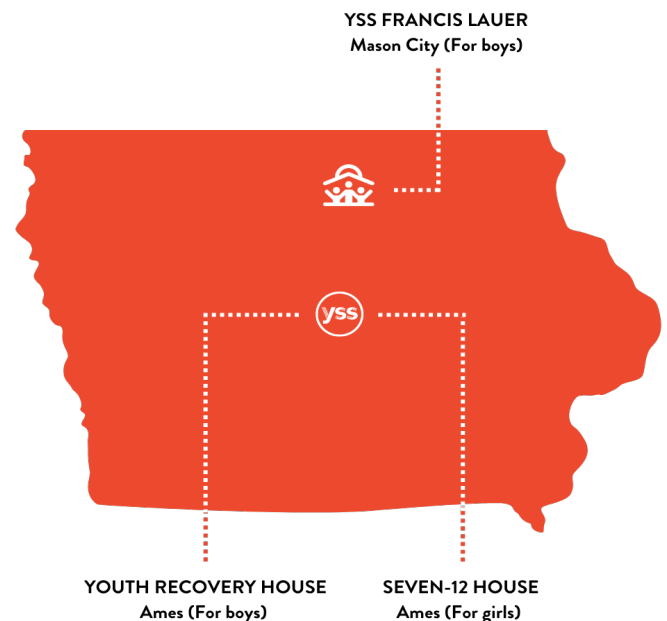 YSS FRANCIS LAUER
Mason City (For boys)
yss
YOUTH RECOVERY HOUSE
Ames (For boys)
SEVEN-12 HOUSE
Ames (For girls)